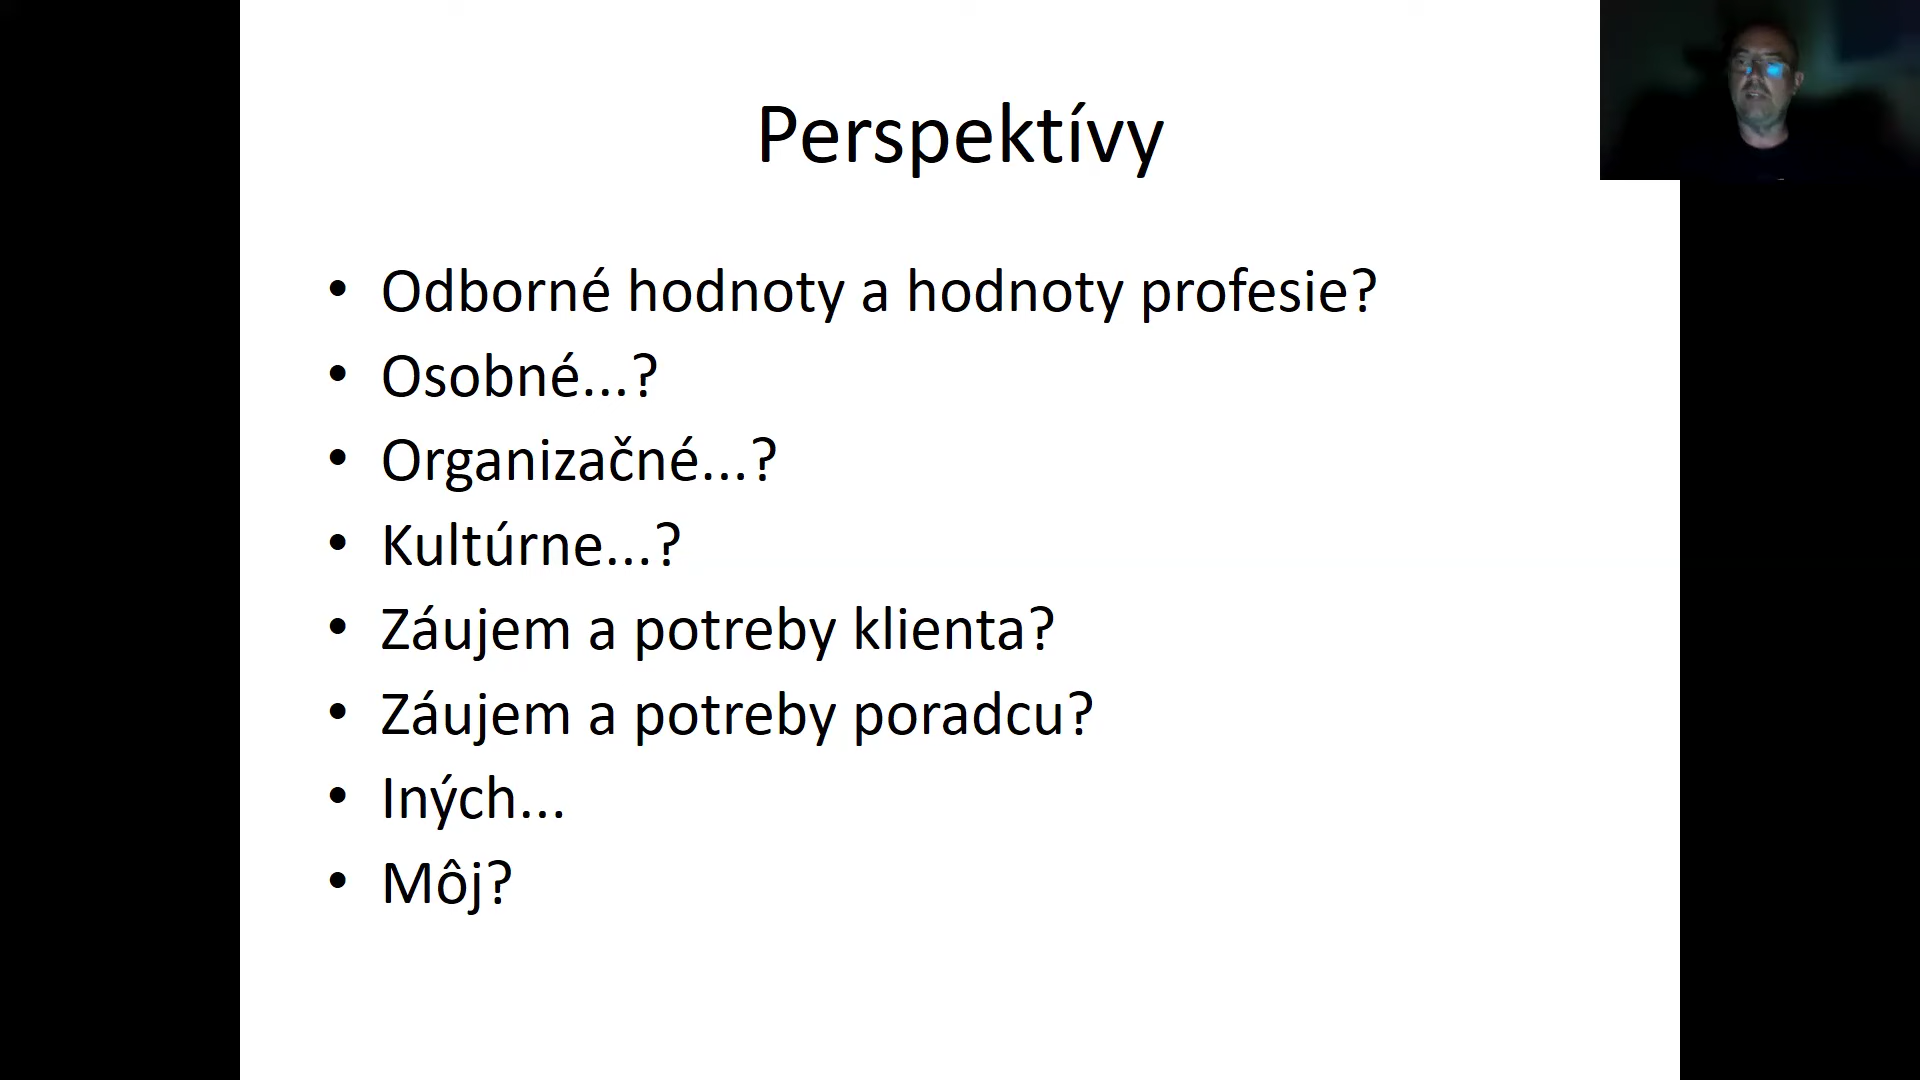 Perspektívy
• Odborné hodnoty a hodnoty profesie?
• Osobné...?
• Organizačné...?
• Kultúrne...?
• Záujem a potreby klienta?
• Záujem a potreby poradcu?
• Iných...
• Môj?